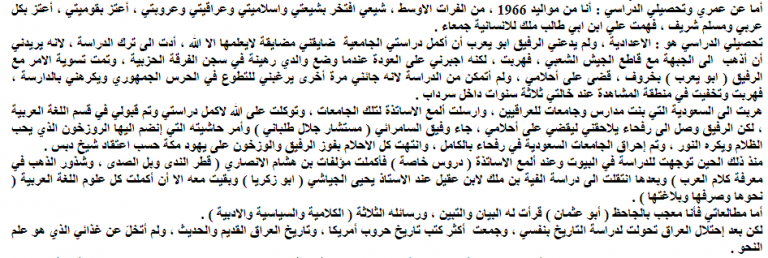 أما عن عمري وتحصيلي الدراسي : أنا من مواليد 1966 ، من الفرات الاوسط ، شيعي افتخر بشيعتي واسلاميتي وعراقيتي وعروبتي ، أعتز بقوميتي ، أعتز بكل
عربي ومسلم شريف ، فهمت علي ابن ابي طالب ملك للانسانية جمعاء .
تحصيلي الدراسي هو : الاعدادية ، ولم يدعني الرفيق ابو يعرب أن أكمل دراستي الجامعية ضايقني مضايقة لايعلمها الا الله ، أدت الى ترك الدراسة ، لانه يريدني
أن أذهب الى الجبهة مع قاطع الجيش الشعبي ، فهربت ، لكنه اجبرني على العودة عندما وضع والدي رهينة في سجن الفرقة الحزبية ، وتمت تسوية الامر مع
الرفيق ( ابو يعرب ) بخروف ، قضى على أحلامي ، ولم أتمكن من الدراسة لانه جائني مرة أخرى يرغبني للتطوع في الحرس الجمهوري ويكرهني بالدارسة ،
فهربت وتخفيت في منطقة المشاهدة عند خالتي ثلاثة سنوات داخل سرداب .
هربت الى السعودية التي بنت مدارس وجامعات للعراقيين ، وارسلت ألمع الاساتذة لتلك الجامعات ، وتوكلت على الله لاكمل دراستي وتم قبولي في قسم اللغة العربية
، لكن الرفيق وصل الى رفحاء يلاحقني ليقضي على أحلامي ، جاء وفيق السامرائي ( مستشار جلال طلباني ) وأمر حاشيته التي إنضم اليها الروزخون الذي يحب
الظلام ويكره النور ، وتم إحراق الجامعات السعودية في رفحاء بالكامل ، وانتهت كل الاحلام بفوز الرفيق والروزخون على يهود مكة حسب اعتقاد شيخ دبس .
منذ ذلك الحين توجهت للدراسة في البيوت وعند ألمع الاساتذة ( دروس خاصة ) فأكملت مؤلفات بن هشام الانصاري ( قطر الندى وبل الصدى ، وشذور الذهب في
معرفة كلام العرب ) وبعدها انتقلت الى دراسة الفية بن ملك لابن عقيل عند الاستاذ يحيى الجياشي ( ابو زكريا ) وبقيت معه الا أن أكملت كل علوم اللغة العربية (
نحوها وصرفها وبلاغتها ) .
أما مطالعاتي فأنا معجب بالجاحظ ( أبو عثمان ) قرأت له البيان والتبين ، ورسائله الثلاثة ( الكلامية والسياسية والادبية ) .
لكن بعد إحتلال العراق تحولت لدراسة التاريخ بنفسي ، وجمعت أكثر كتب تاريخ حروب أمريكا ، وتاريخ العراق القديم والحديث ، ولم أتخل عن غذائي الذي هو علم
النحو .